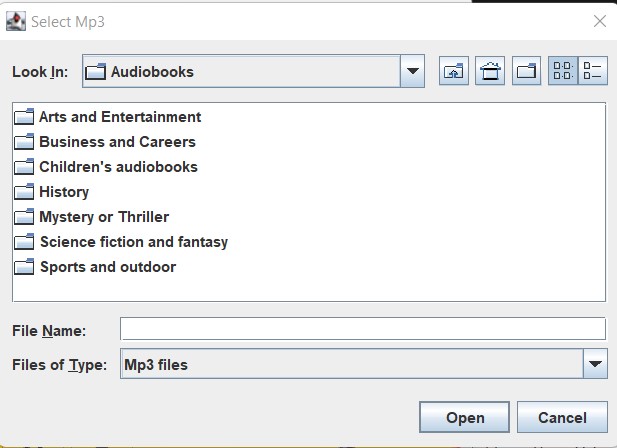 Select Mp3
Look In: Audiobooks
Arts and Entertainment
Business and Careers
Children's audiobooks
History
Mystery or Thriller
Science fiction and fantasy
Sports and outdoor
File Name:
Files of Type: Mp3 files
Open Cancel